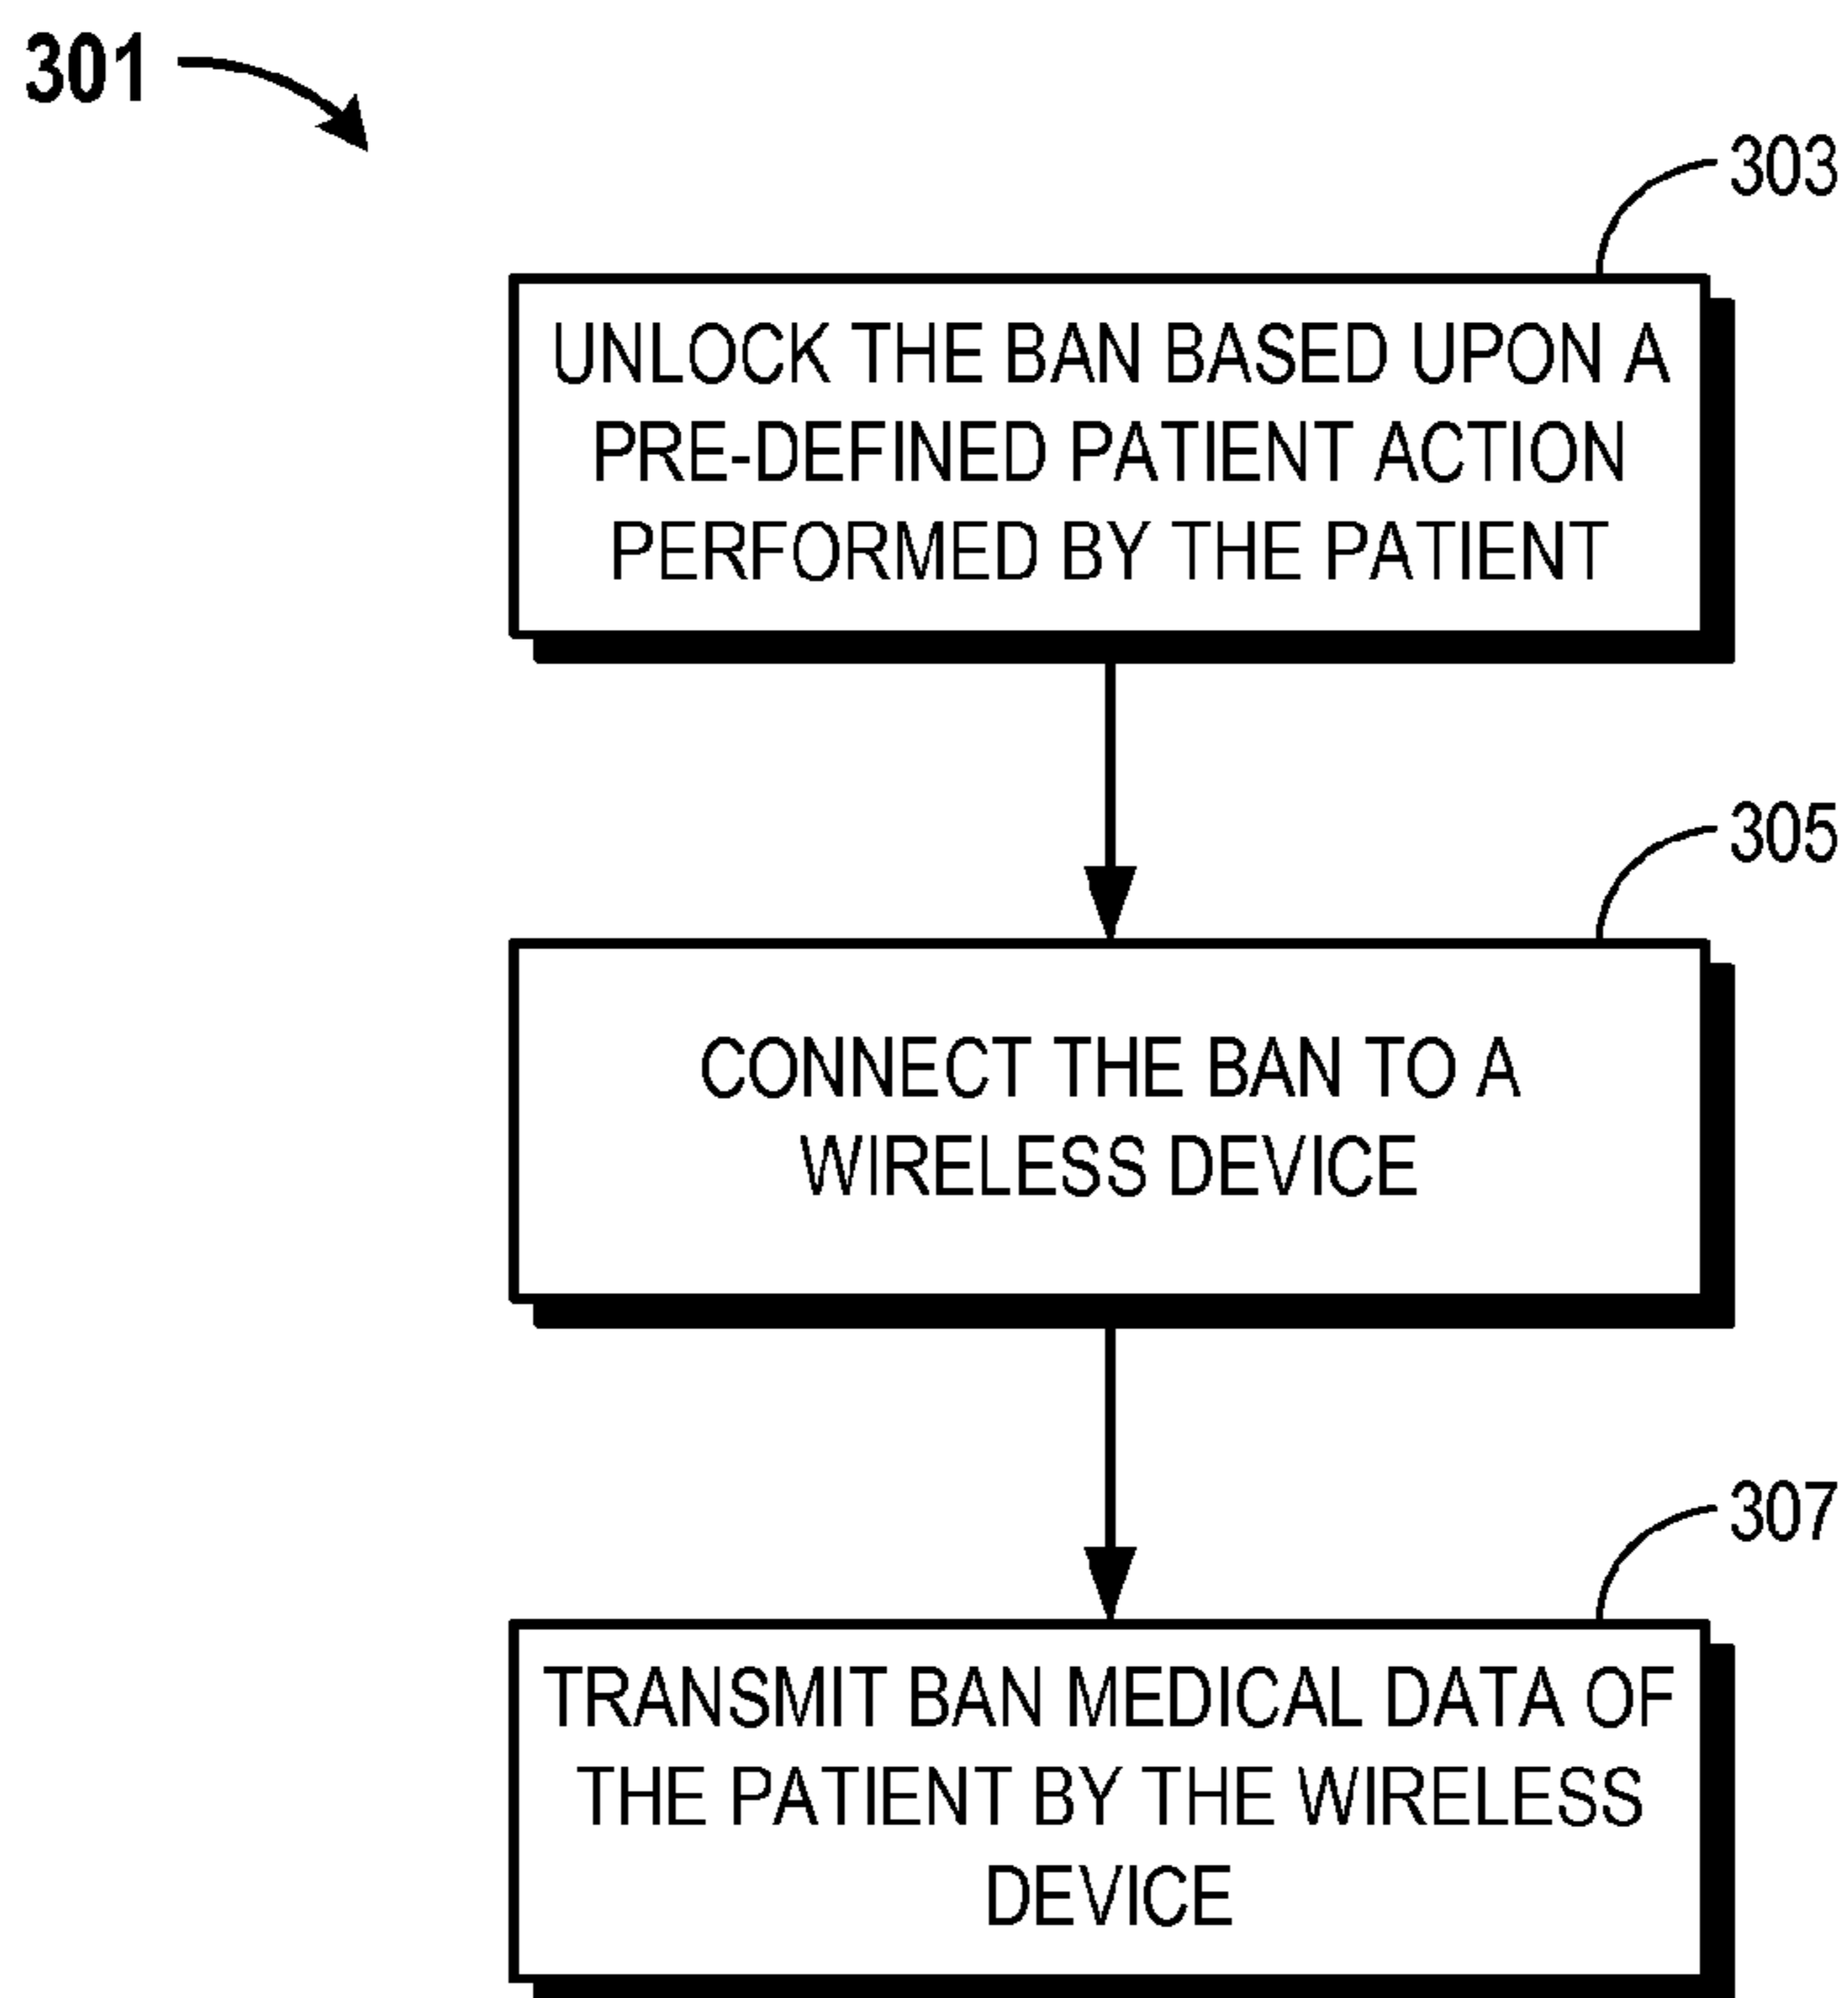 301
303
UNLOCK THE BAN BASED UPON A
PRE-DEFINED PATIENT ACTION
PERFORMED BY THE PATIENT
305
CONNECT THE BAN TO A
WIRELESS DEVICE
307
TRANSMIT BAN MEDICAL DATA OF
THE PATIENT BY THE WIRELESS
DEVICE